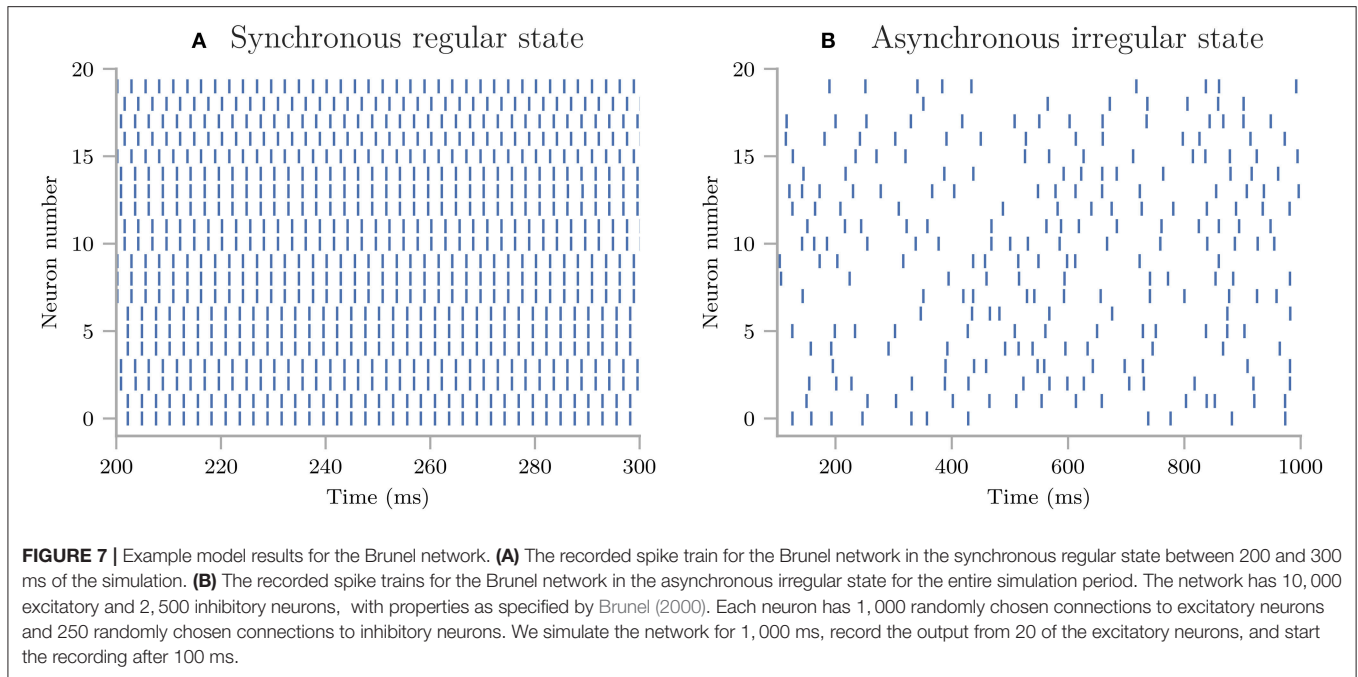 A Synchronous regular state
20
15
10
5
0
Neuron number
200 220 240 260 280 300
Time (ms)
B Asynchronous irregular state
20
15
10
5
0
Neuron number
200 400 600 800 1000
Time (ms)
FIGURE 7 | Example model results for the Brunel network. (A) The recorded spike train for the Brunel network in the synchronous regular state between 200 and 300
ms of the simulation. (B) The recorded spike trains for the Brunel network in the asynchronous irregular state for the entire simulation period. The network has 10, 000
excitatory and 2, 500 inhibitory neurons, with properties as specified by Brunel (2000). Each neuron has 1, 000 randomly chosen connections to excitatory neurons
and 250 randomly chosen connections to inhibitory neurons. We simulate the network for 1, 000 ms, record the output from 20 of the excitatory neurons, and start
the recording after 100 ms.